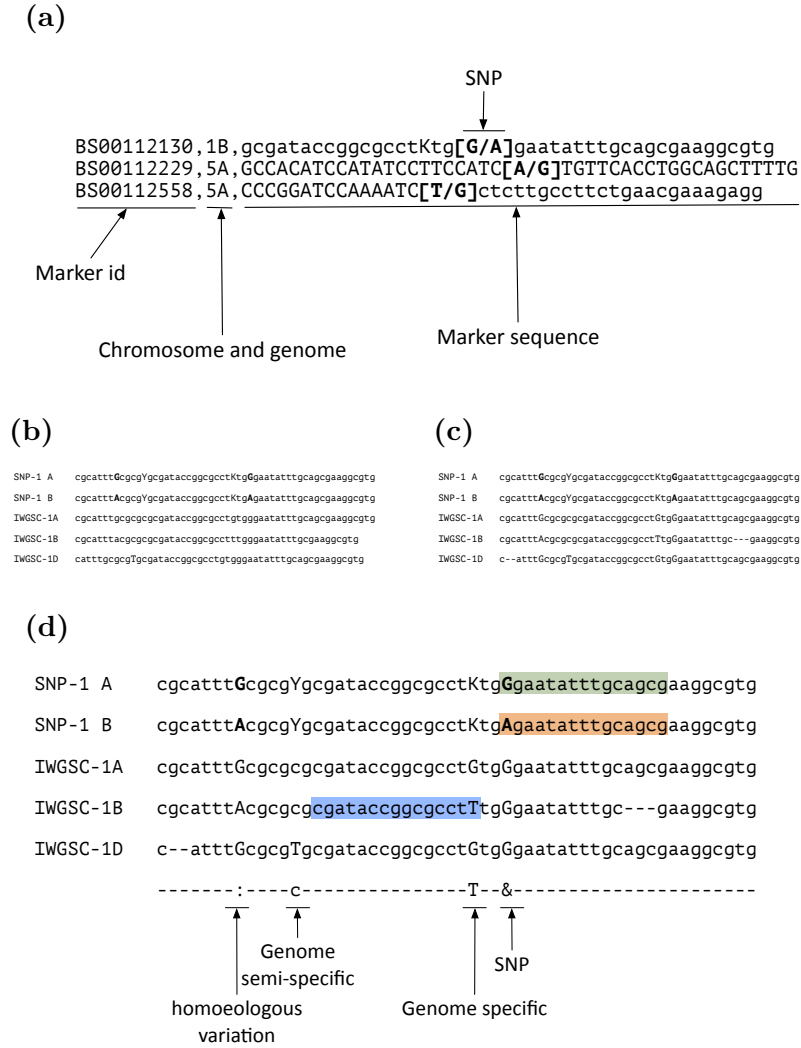 (a)
SNP
BS00112130,1B,gcgataccggcgcctKtg[G/A]gaatatttgcagcgaaggcgtg
BS00112229,5A,GCCACATCCATATCCTTCCATC[A/G]TGTTCACCTGGCAGCTTTTG
BS00112558,5A,CCCGGATCCAAAATC[T/G]ctcttgccttctgaacgaaagagg
Marker id
Chromosome and genome
Marker sequence
(b)
SNP-1 A cgcatttGcgcgYgcgataccggcgcctKtgGgaatatttgcagcgaaggcgtg
SNP-1 B cgcatttAcgcgYgcgataccggcgcctKtgAgaatatttgcagcgaaggcgtg
IWGSC-1A cgcatttgcgcgcgcgataccggcgcctgtgggaatatttgcagcgaaggcgtg
IWGSC-1B cgcatttacgcgcgcgataccggcgcctttgggaatatttgcgaaggcgtg
IWGSC-1D catttgcgcgTgcgataccggcgcctgtgggaatatttgcagcgaaggcgtg
(c)
SNP-1 A cgcatttGcgcgYgcgataccggcgcctKtgGgaatatttgcagcgaaggcgtg
SNP-1 B cgcatttAcgcgYgcgataccggcgcctKtgAgaatatttgcagcgaaggcgtg
IWGSC-1A cgcatttGcgcgcgcgataccggcgcctGtgGgaatatttgcagcgaaggcgtg
IWGSC-1B cgcatttAcgcgcgcgataccggcgcctTtgGgaatatttgc---gaaggcgtg
IWGSC-1D c--atttGcgcgTgcgataccggcgcctGtgGgaatatttgcagcgaaggcgtg
(d)
SNP-1 A cgcatttGcgcgYgcgataccggcgcctKtgGgaatatttgcagcgaaggcgtg
SNP-1 B cgcatttAcgcgYgcgataccggcgcctKtgAgaatatttgcagcgaaggcgtg
IWGSC-1A cgcatttGcgcgcgcgataccggcgcctGtgGgaatatttgcagcgaaggcgtg
IWGSC-1B cgcatttAcgcgcgcgataccggcgcctTtgGgaatatttgc---gaaggcgtg
IWGSC-1D c--atttGcgcgTgcgataccggcgcctGtgGgaatatttgcagcgaaggcgtg
-------:----c---------------T--&----------------------
Genome
semi-specific
SNP
homoeologous
variation
Genome specific